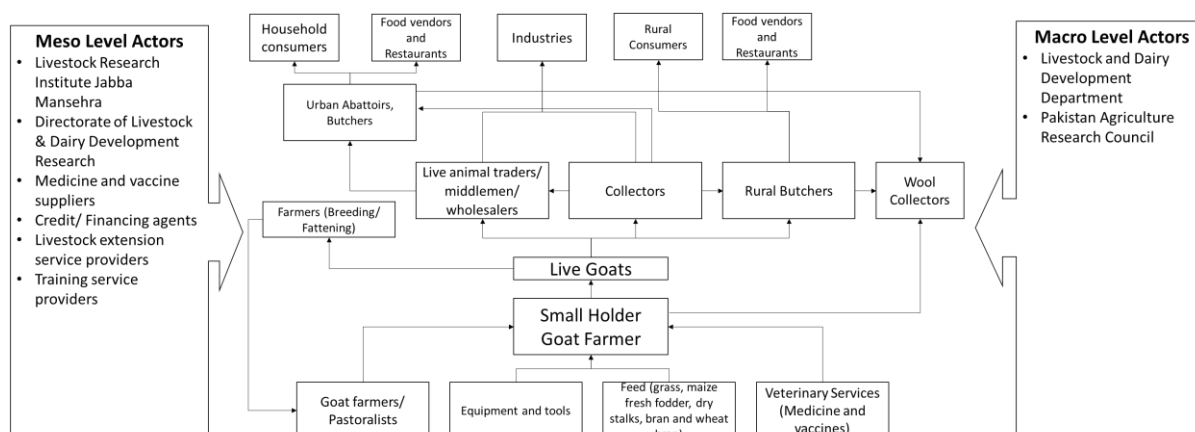 Meso Level Actors
• Livestock Research
Institute Jabba
Mansehra
• Directorate of Livestock
& Dairy Development
Research
• Medicine and vaccine
suppliers
• Credit/ Financing agents
• Livestock extension
service providers
• Training service
providers
Household
consumers
Food vendors
and
Restaurants
Industries
Rural
Consumers
Food vendors
and
Restaurants
Urban Abattoirs,
Butchers
Live animal traders/
middlemen/
wholesalers
Collectors
Rural Butchers
Wool
Collectors
Farmers (Breeding/
Fattening)
Live Goats
Small Holder
Goat Farmer
Goat farmers/
Pastoralists
Equipment and tools
Feed (grass, maize
fresh fodder, dry
stalks, bran and wheat
Veterinary Services
(Medicine and
vaccines)
Macro Level Actors
• Livestock and Dairy
Development
Department
• Pakistan Agriculture
Research Council